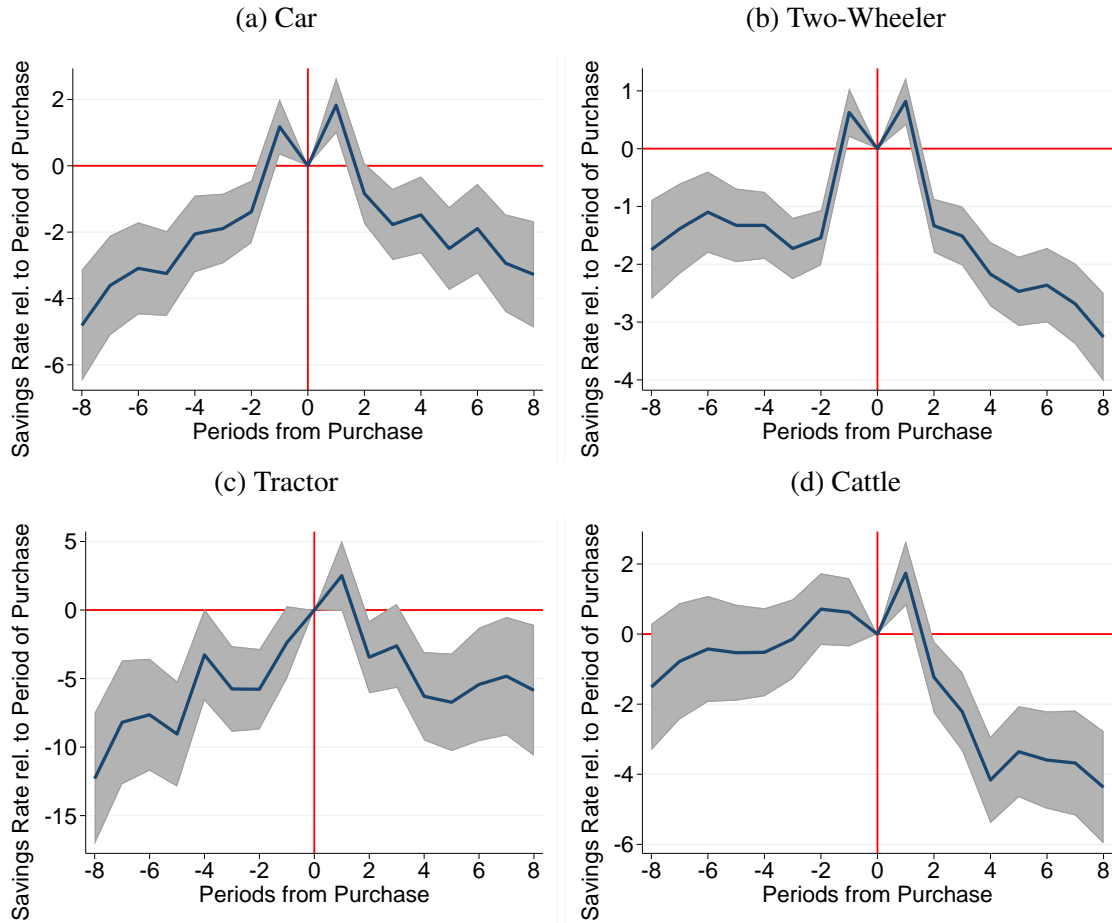 (a) Car
Savings Rate rel. to Period of Purchase
2
0
-2
-4
-6
-8 -6 -4 -2 0 2 4 6 8
Periods from Purchase
(b) Two-Wheeler
Savings Rate rel. to Period of Purchase
1
0
-1
-2
-3
-4
-8 -6 -4 -2 0 2 4 6 8
Periods from Purchase
(c) Tractor
Savings Rate rel. to Period of Purchase
5
0
-5
-10
-15
-8 -6 -4 -2 0 2 4 6 8
Periods from Purchase
(d) Cattle
Savings Rate rel. to Period of Purchase
2
0
-2
-4
-6
-8 -6 -4 -2 0 2 4 6 8
Periods from Purchase